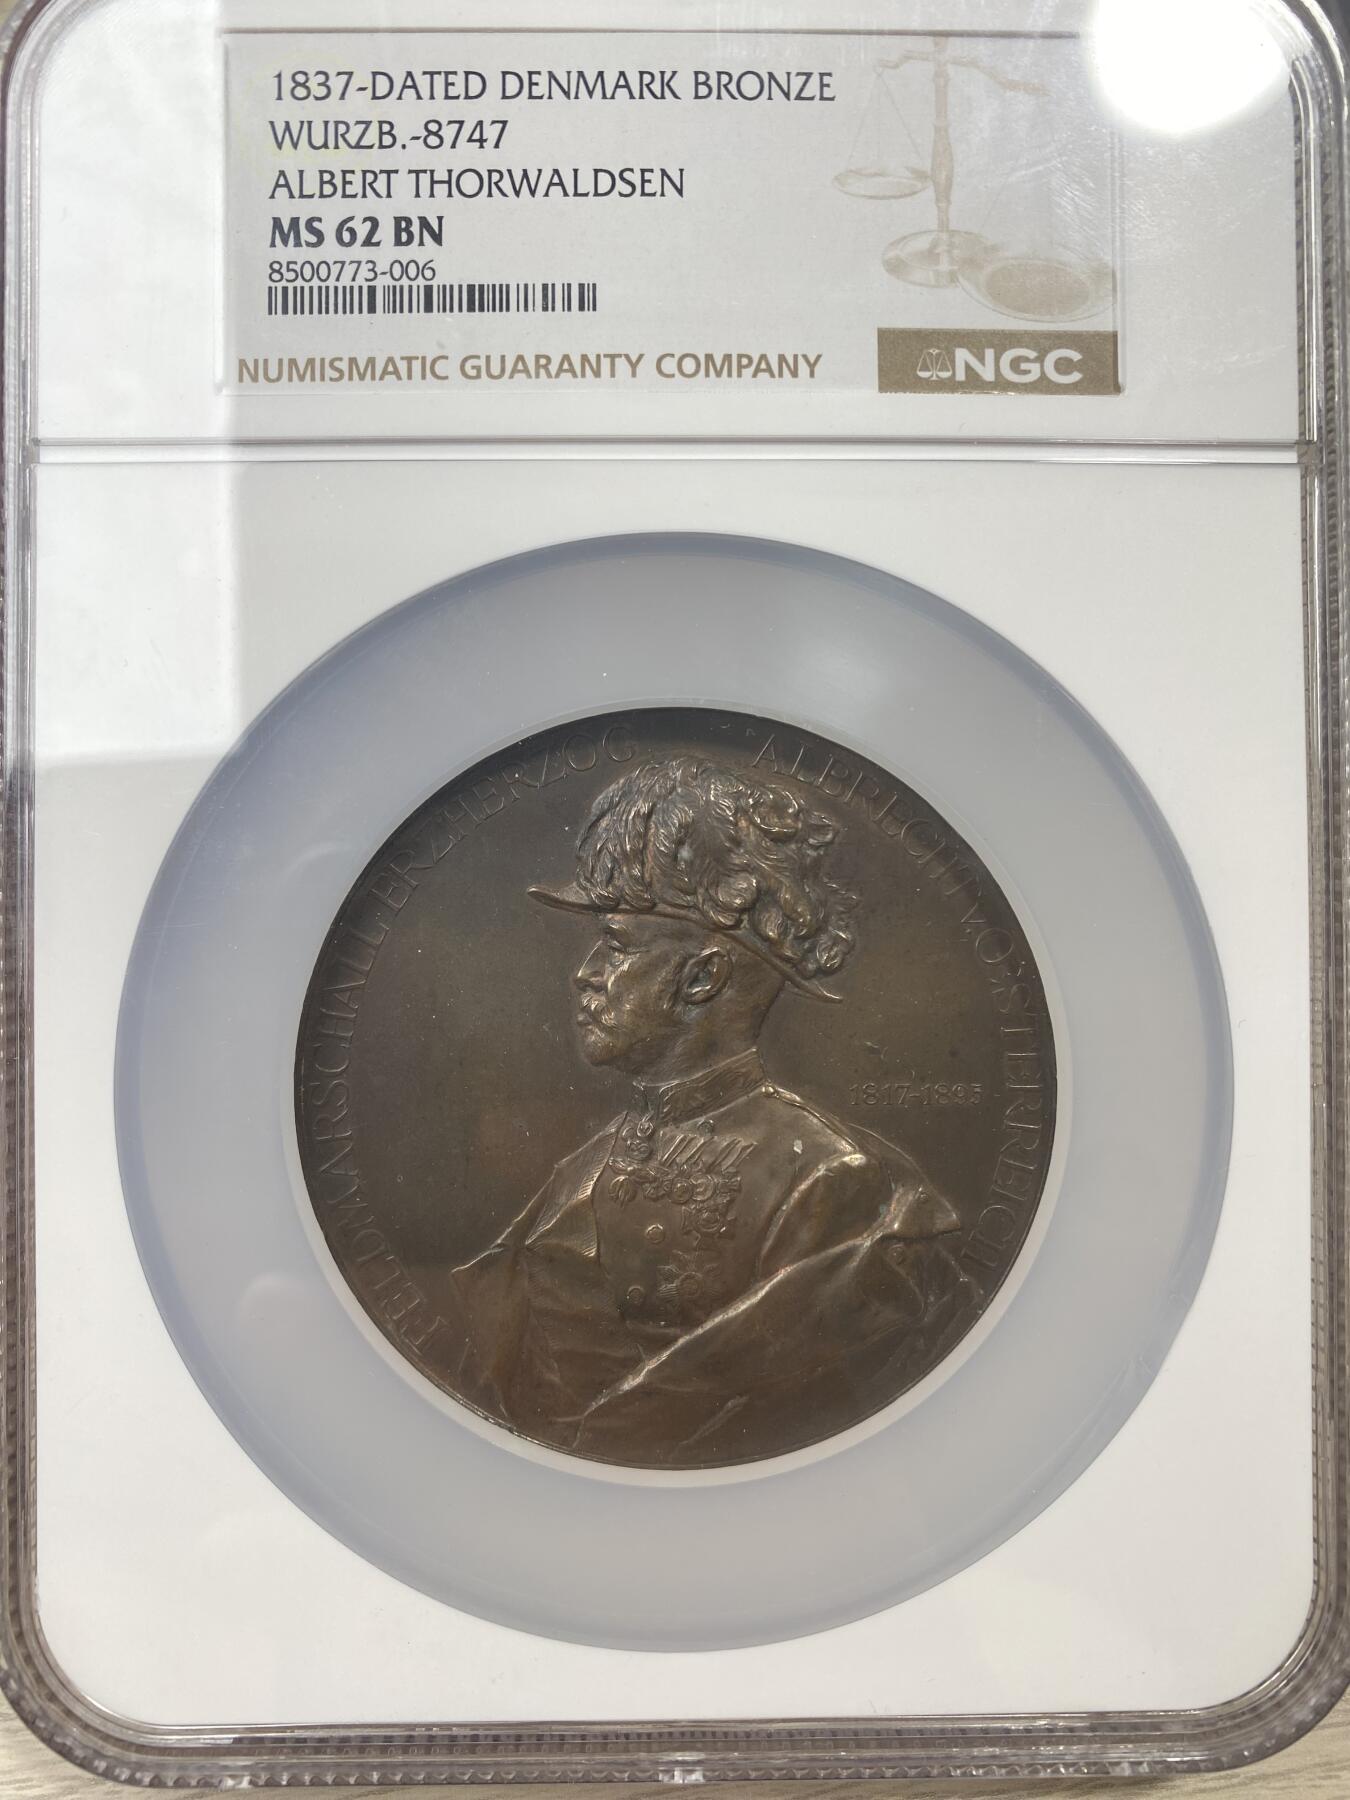 1837-DATED DENMARK BRONZE
WURZB.-8747
ALBERT THORWALDSEN
MS 62 BN
8500773-006
NUMISMATIC GUARANTY COMPANY
NGC
FELDMARSCHALL ERZHERZOG ALBRECHT V. OESTERREICH
1817-1895